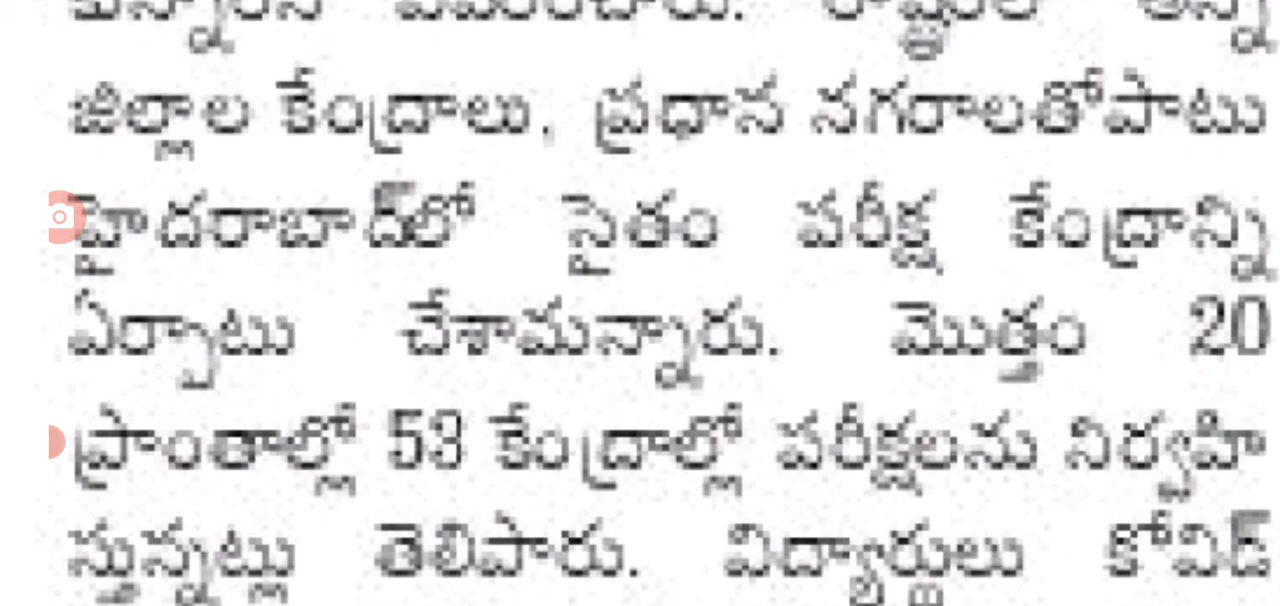 జిల్లాల కేంద్రాలు, ప్రధాన నగరాలతోపాటు
హైదరాబాద్‌లో సైతం పరీక్ష కేంద్రాన్ని
ఏర్పాటు చేశామన్నారు. మొత్తం 20
ప్రాంతాల్లో 53 కేంద్రాల్లో పరీక్షలను నిర్వహి
స్తున్నట్లు తెలిపారు. విద్యార్థులు కోవిడ్